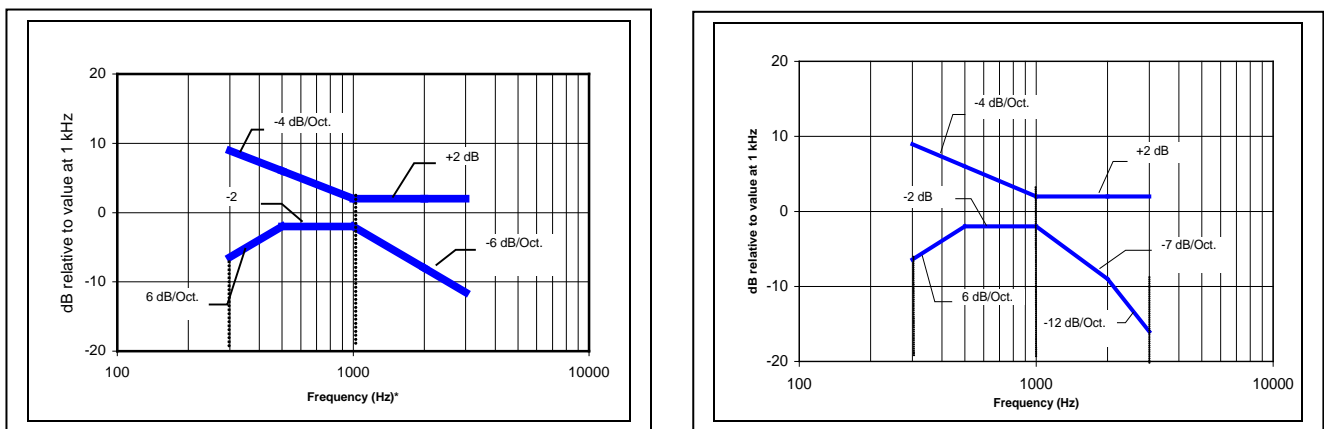 20
10
0
-10
-20
100
1000
10000
dB relative to value at 1 kHz
Frequency (Hz)*
-4 dB/Oct.
+2 dB
-2
-6 dB/Oct.
6 dB/Oct.
20
10
0
-10
-20
100
1000
10000
dB relative to value at 1 kHz
Frequency (Hz)
-4 dB/Oct.
+2 dB
-2 dB
-7 dB/Oct.
6 dB/Oct.
-12 dB/Oct.